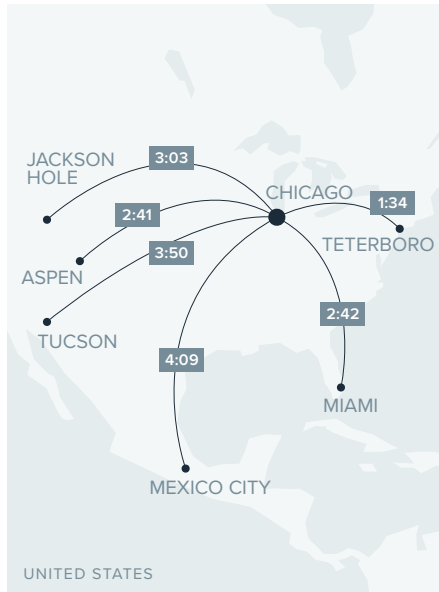 JACKSON
HOLE
3:03
CHICAGO
1:34
2:41
TETERBORO
3:50
ASPEN
2:42
TUCSON
4:09
MIAMI
MEXICO CITY
UNITED STATES